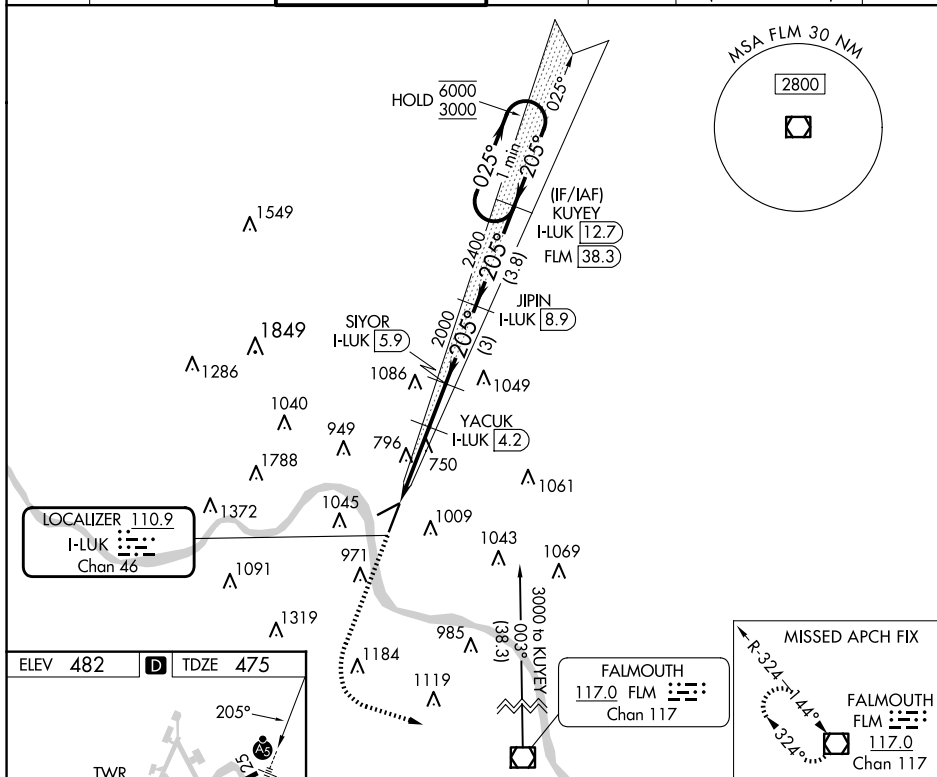 MSA FLM 30 NM
2800
HOLD 6000
3000
025°
025°
1 min
205°
(IF/IAF)
KUYEY
I-LUK 12.7
FLM 38.3
1549
2400
205°
(3.8)
JIPIN
I-LUK 8.9
SIYOR
I-LUK 5.9
2000
205°
(3)
1849
1286
1086
1049
1040
949
796
YACUK
I-LUK 4.2
750
1788
1061
1372
1045
1009
LOCALIZER 110.9
I-LUK
Chan 46
1043
1069
971
1091
3000 to KUYEY
003°
(38.3)
1319
985
1184
1119
FALMOUTH
117.0 FLM
Chan 117
MISSED APCH FIX
R-324
144°
324°
FALMOUTH
FLM
117.0
Chan 117
ELEV 482
D
TDZE 475
205°
A5
25
TWR